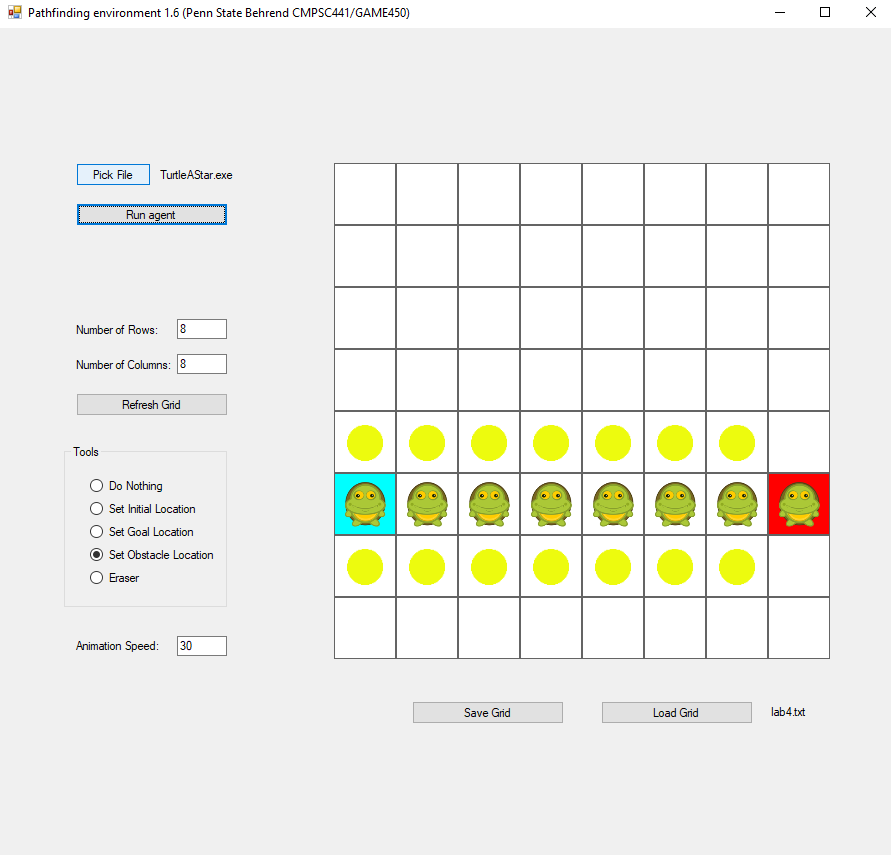 Pathfinding environment 1.6 (Penn State Behrend CMPSC441/GAME450)
Pick File TurtleAStar.exe
Run agent
Number of Rows: 8
Number of Columns: 8
Refresh Grid
Tools
Do Nothing
Set Initial Location
Set Goal Location
Set Obstacle Location
Eraser
Animation Speed: 30
Save Grid Load Grid lab4.txt